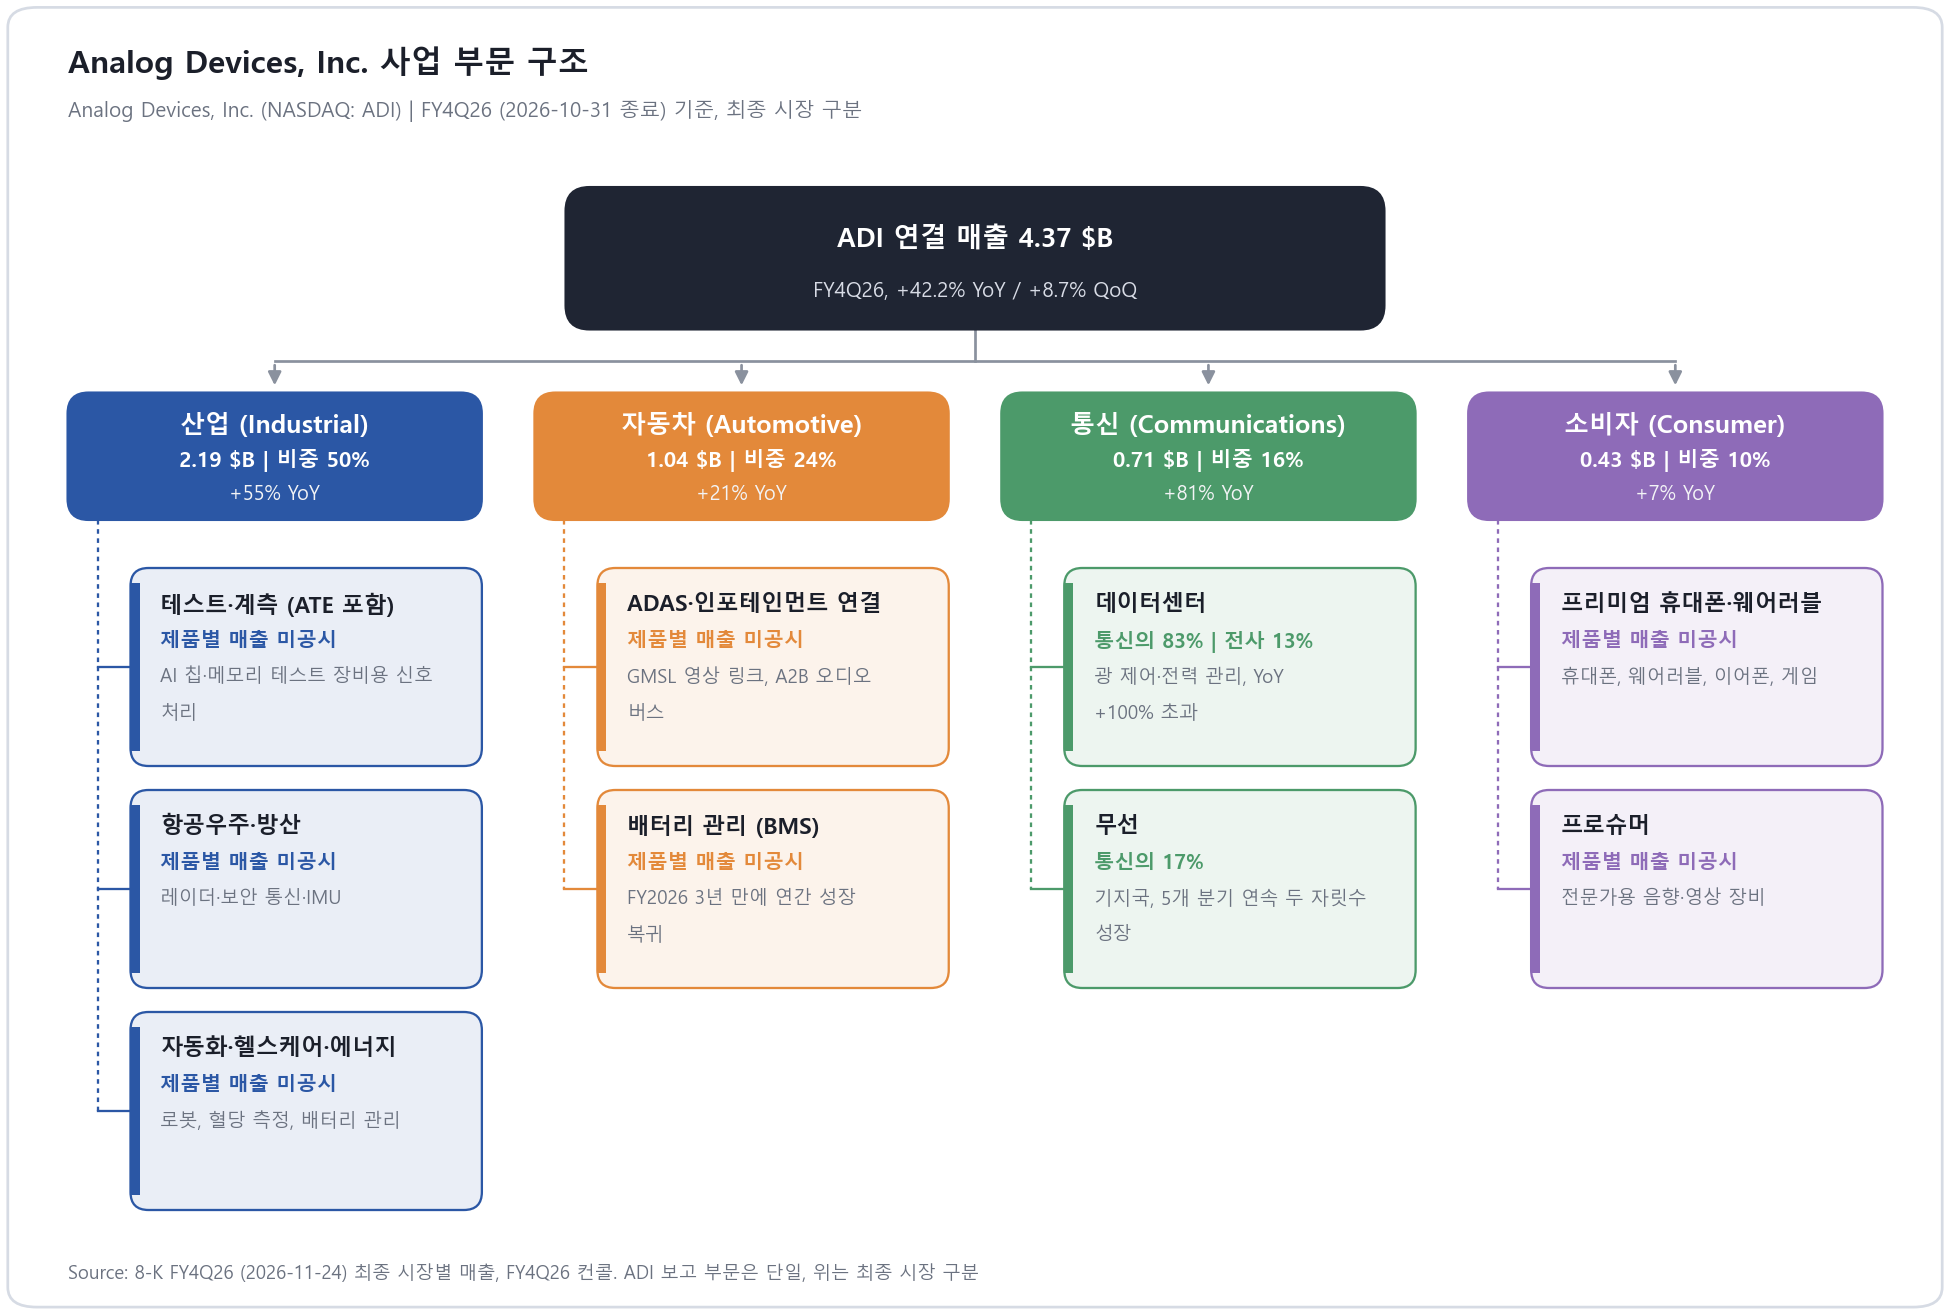 Analog Devices, Inc. 사업 부문 구조
Analog Devices, Inc. (NASDAQ: ADI) | FY4Q26 (2026-10-31 종료) 기준, 최종 시장 구분
ADI 연결 매출 4.37 $B
FY4Q26, +42.2% YoY / +8.7% QoQ
산업 (Industrial)
2.19 $B | 비중 50%
+55% YoY
테스트·계측 (ATE 포함)
제품별 매출 미공시
AI 칩·메모리 테스트 장비용 신호
처리
항공우주·방산
제품별 매출 미공시
레이더·보안 통신·IMU
자동화·헬스케어·에너지
제품별 매출 미공시
로봇, 혈당 측정, 배터리 관리
자동차 (Automotive)
1.04 $B | 비중 24%
+21% YoY
ADAS·인포테인먼트 연결
제품별 매출 미공시
GMSL 영상 링크, A2B 오디오
버스
배터리 관리 (BMS)
제품별 매출 미공시
FY2026 3년 만에 연간 성장
복귀
통신 (Communications)
0.71 $B | 비중 16%
+81% YoY
데이터센터
통신의 83% | 전사 13%
광 제어·전력 관리, YoY
+100% 초과
무선
통신의 17%
기지국, 5개 분기 연속 두 자릿수
성장
소비자 (Consumer)
0.43 $B | 비중 10%
+7% YoY
프리미엄 휴대폰·웨어러블
제품별 매출 미공시
휴대폰, 웨어러블, 이어폰, 게임
프로슈머
제품별 매출 미공시
전문가용 음향·영상 장비
Source: 8-K FY4Q26 (2026-11-24) 최종 시장별 매출, FY4Q26 컨콜. ADI 보고 부문은 단일, 위는 최종 시장 구분